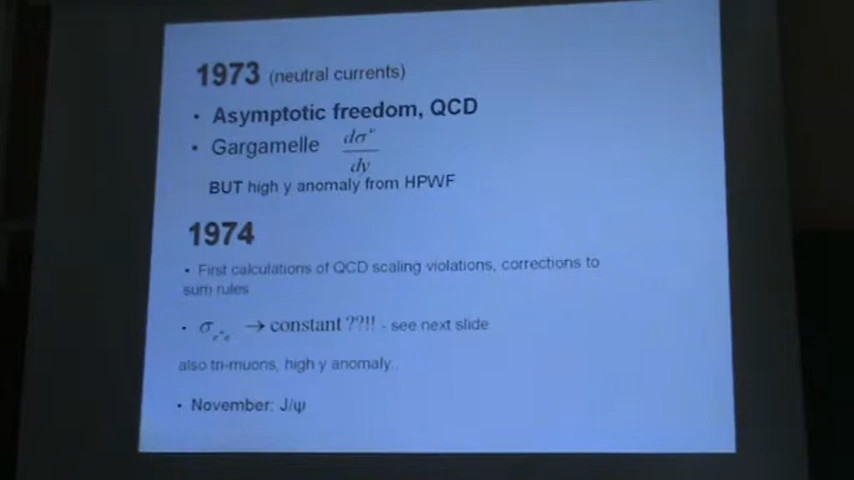 1973 (neutral currents)
• Asymptotic freedom, QCD
• Gargamelle dσ^ν/dy
BUT high y anomaly from HPWF
1974
• First calculations of QCD scaling violations, corrections to
sum rules
• σ_e⁺e⁻ → constant ??!! - see next slide
also tri-muons, high y anomaly..
• November: J/ψ